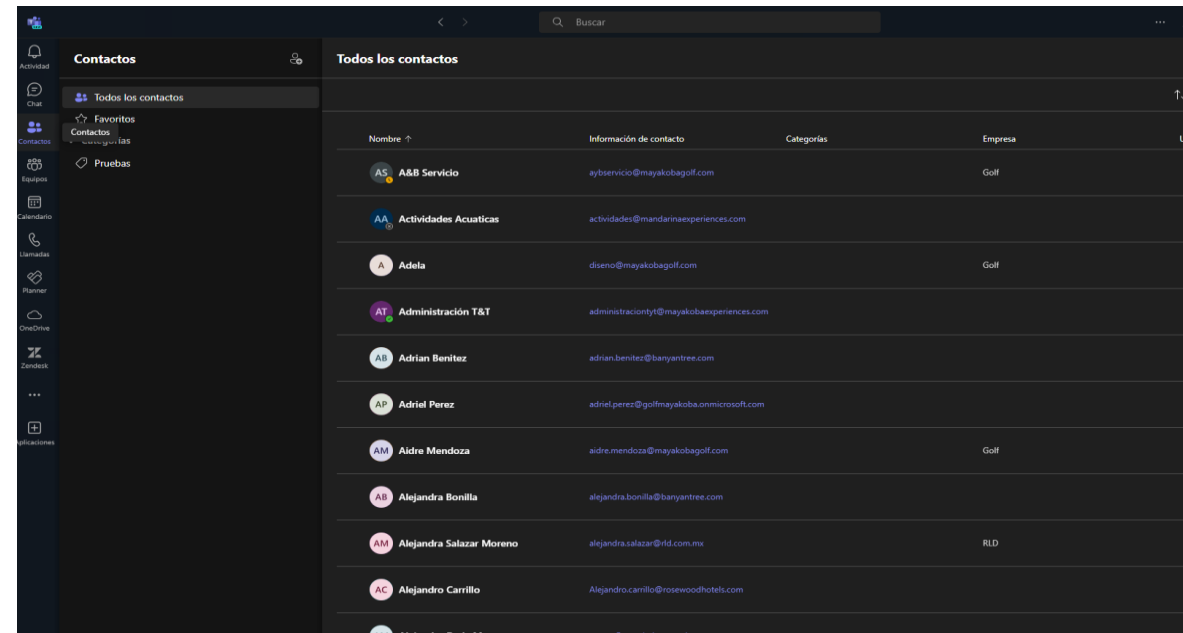 Buscar
Actividad
Chat
Contactos
Equipos
Calendario
Llamadas
Planner
OneDrive
Zendesk
Aplicaciones
Contactos
Todos los contactos
Favoritos
Contactos
Pruebas
Todos los contactos
Nombre ↑ Información de contacto Categorías Empresa
AS A&B Servicio aybservicio@mayakobagolf.com Golf
AA Actividades Acuaticas actividades@mandarinaexperiences.com
A Adela diseno@mayakobagolf.com Golf
AT Administración T&T administraciontyt@mayakobaexperiences.com
AB Adrian Benitez adrian.benitez@banyantree.com
AP Adriel Perez adriel.perez@golfmayakoba.onmicrosoft.com
AM Aidre Mendoza aidre.mendoza@mayakobagolf.com Golf
AB Alejandra Bonilla alejandra.bonilla@banyantree.com
AM Alejandra Salazar Moreno alejandra.salazar@rld.com.mx RLD
AC Alejandro Carrillo Alejandro.carrillo@rosewoodhotels.com